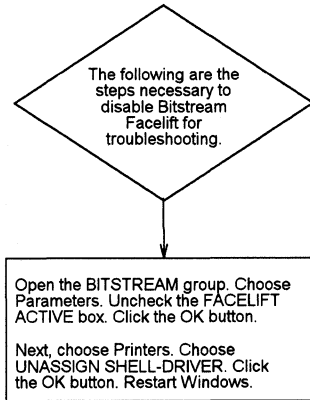 The following are the
steps necessary to
disable Bitstream
Facelift for
troubleshooting.
Open the BITSTREAM group. Choose
Parameters. Uncheck the FACELIFT
ACTIVE box. Click the OK button.
Next, choose Printers. Choose
UNASSIGN SHELL-DRIVER. Click
the OK button. Restart Windows.